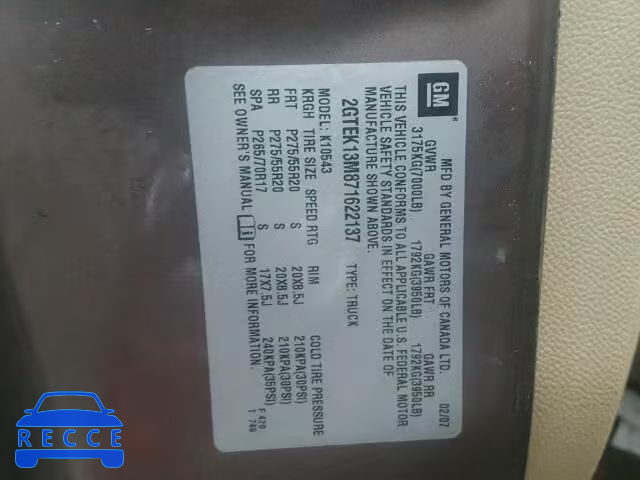 GM
MFD BY GENERAL MOTORS OF CANADA LTD. 02/07
GVWR GAWR FRT GAWR RR
3175KG(7000LB) 1792KG(3950LB) 1792KG(3950LB)
THIS VEHICLE CONFORMS TO ALL APPLICABLE U.S. FEDERAL MOTOR
VEHICLE SAFETY STANDARDS IN EFFECT ON THE DATE OF
MANUFACTURE SHOWN ABOVE.
2GTEK13M871622137 TYPE: TRUCK
K10543
KRGH TIRE SIZE SPEED RTG RIM COLD TIRE PRESSURE
FRT P275/55R20 S 20X8.5J 210KPA(30PSI)
RR P275/55R20 S 20X8.5J 210KPA(30PSI)
SPA P265/70R17 S 17X7.5J 240KPA(35PSI)
SEE OWNER'S MANUAL i FOR MORE INFORMATION.
F 420
T 746
RECCE